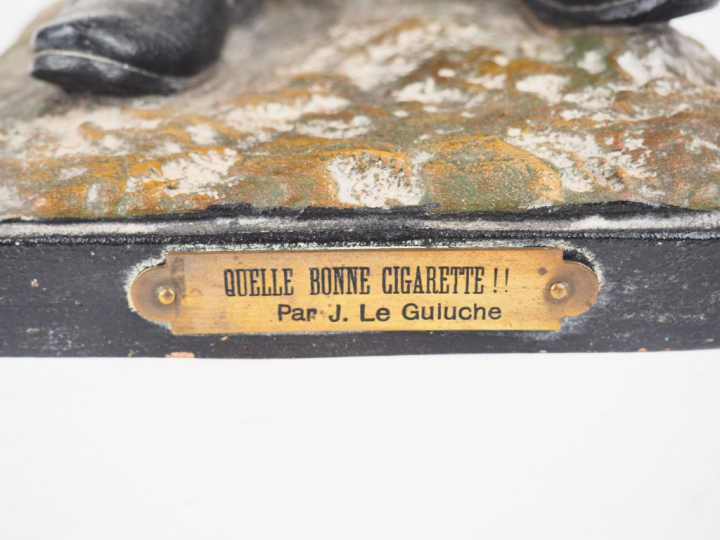 QUELLE BONNE CIGARETTE!!
Par J. Le Guluche